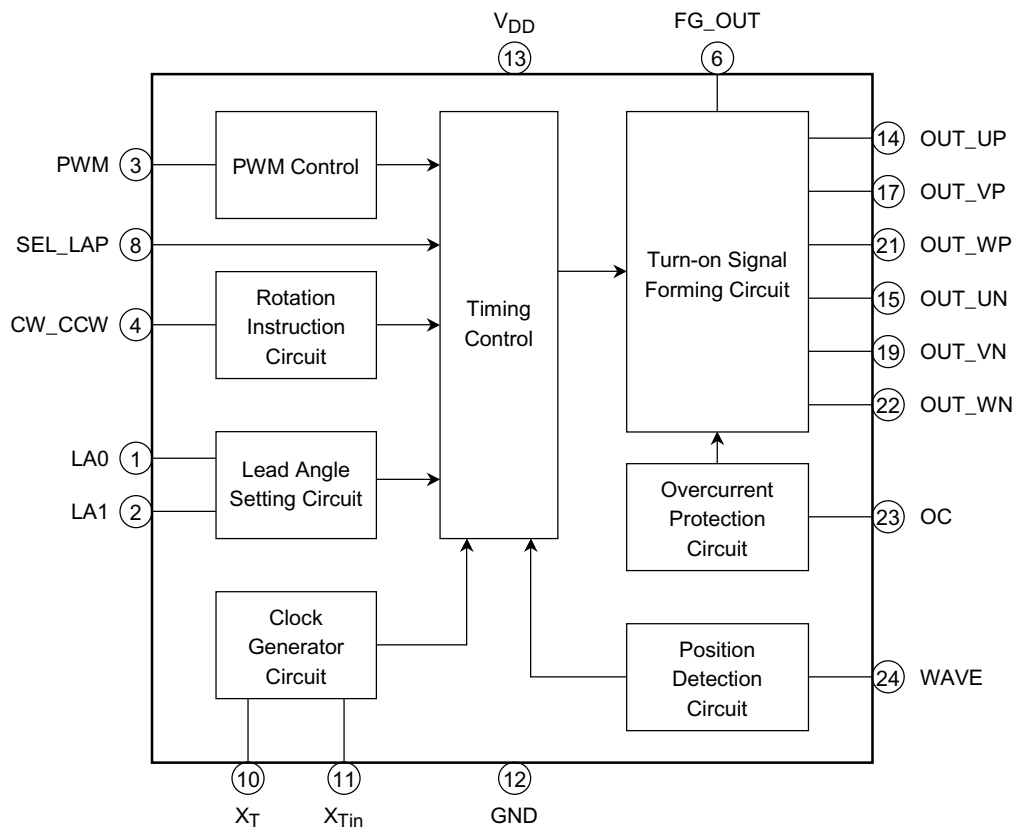 VDD
FG_OUT
13
6
PWM
3
PWM Control
SEL_LAP
8
CW_CCW
4
Rotation
Instruction
Circuit
LA0
1
LA1
2
Lead Angle
Setting Circuit
Clock
Generator
Circuit
Timing
Control
Turn-on Signal
Forming Circuit
14
OUT_UP
17
OUT_VP
21
OUT_WP
15
OUT_UN
19
OUT_VN
22
OUT_WN
Overcurrent
Protection
Circuit
23
OC
Position
Detection
Circuit
24
WAVE
10
11
12
XT
XTin
GND